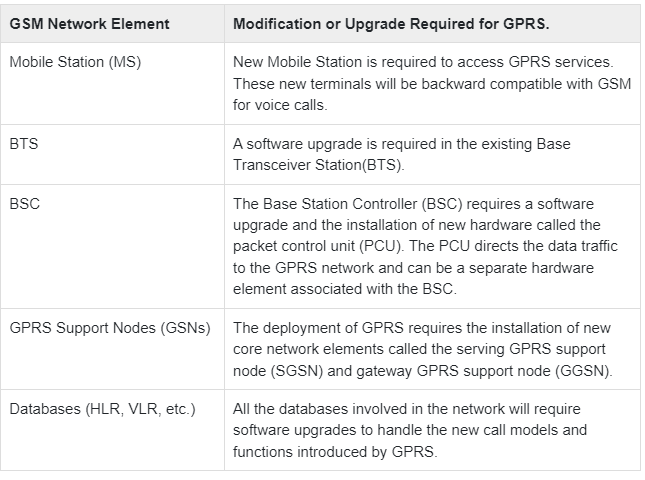 GSM Network Element
Modification or Upgrade Required for GPRS.
Mobile Station (MS)
New Mobile Station is required to access GPRS services.
These new terminals will be backward compatible with GSM
for voice calls.
BTS
A software upgrade is required in the existing Base
Transceiver Station(BTS).
BSC
The Base Station Controller (BSC) requires a software
upgrade and the installation of new hardware called the
packet control unit (PCU). The PCU directs the data traffic
to the GPRS network and can be a separate hardware
element associated with the BSC.
GPRS Support Nodes (GSNs)
The deployment of GPRS requires the installation of new
core network elements called the serving GPRS support
node (SGSN) and gateway GPRS support node (GGSN).
Databases (HLR, VLR, etc.)
All the databases involved in the network will require
software upgrades to handle the new call models and
functions introduced by GPRS.